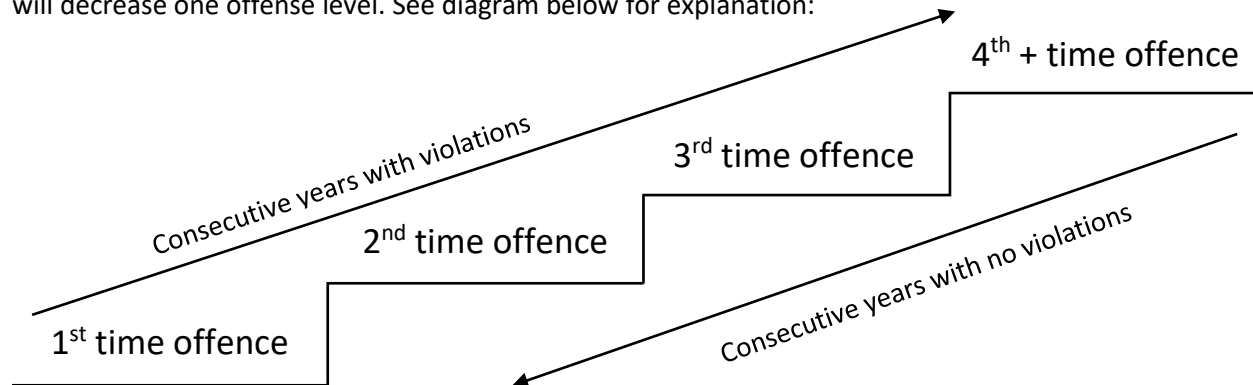 will decrease one offense level. See diagram below for explanation:
4th + time offence
Consecutive years with violations
3rd time offence
2nd time offence
Consecutive years with no violations
1st time offence